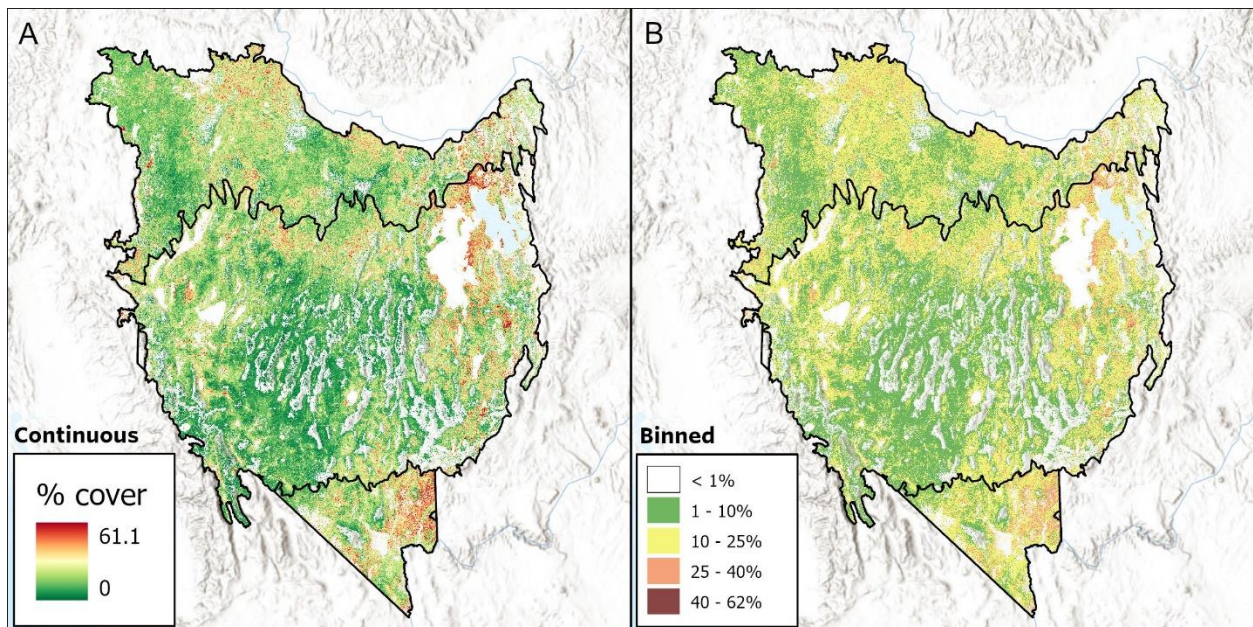 A
Continuous
% cover
61.1
0
B
Binned
< 1%
1 - 10%
10 - 25%
25 - 40%
40 - 62%